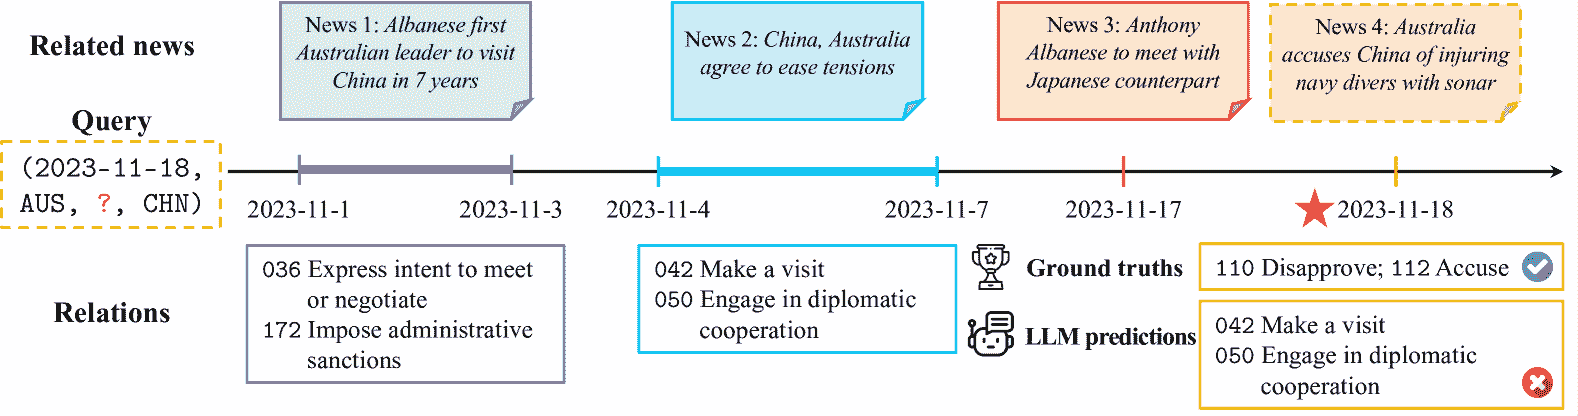 Related news
News 1: Albanese first
Australian leader to visit
China in 7 years
News 2: China, Australia
agree to ease tensions
News 3: Anthony
Albanese to meet with
Japanese counterpart
News 4: Australia
accuses China of injuring
navy divers with sonar
Query
(2023-11-18,
AUS, ?, CHN)
2023-11-1
2023-11-3
2023-11-4
2023-11-7
2023-11-17
2023-11-18
Relations
036 Express intent to meet
or negotiate
172 Impose administrative
sanctions
042 Make a visit
050 Engage in diplomatic
cooperation
Ground truths
110 Disapprove; 112 Accuse
LLM predictions
042 Make a visit
050 Engage in diplomatic
cooperation